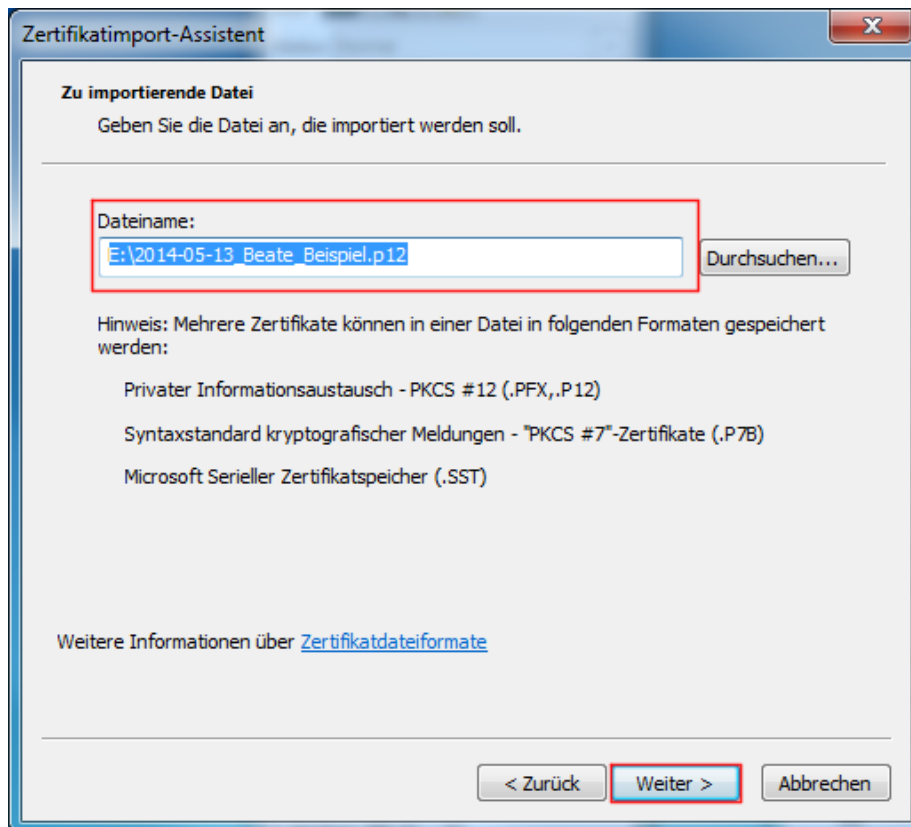 Zertifikatimport-Assistent
Zu importierende Datei
Geben Sie die Datei an, die importiert werden soll.
Dateiname:
E:\2014-05-13_Beate_Beispiel.p12
Durchsuchen...
Hinweis: Mehrere Zertifikate können in einer Datei in folgenden Formaten gespeichert
werden:
Privater Informationsaustausch - PKCS #12 (.PFX,.P12)
Syntaxstandard kryptografischer Meldungen - "PKCS #7"-Zertifikate (.P7B)
Microsoft Serieller Zertifikatspeicher (.SST)
Weitere Informationen über Zertifikatdateiformate
< Zurück
Weiter >
Abbrechen